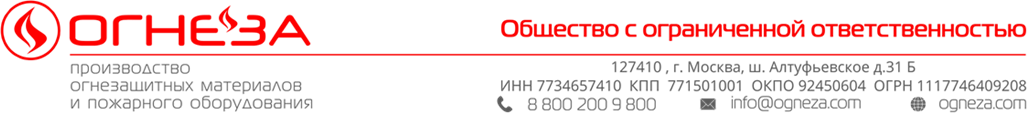 ОГНЕЗА
производство
огнезащитных материалов
и пожарного оборудования
Общество с ограниченной ответственностью
127410 , г. Москва, ш. Алтуфьевское д.31 Б
ИНН 7734657410 КПП 771501001 ОКПО 92450604 ОГРН 1117746409208
8 800 200 9 800 info@ogneza.com ogneza.com